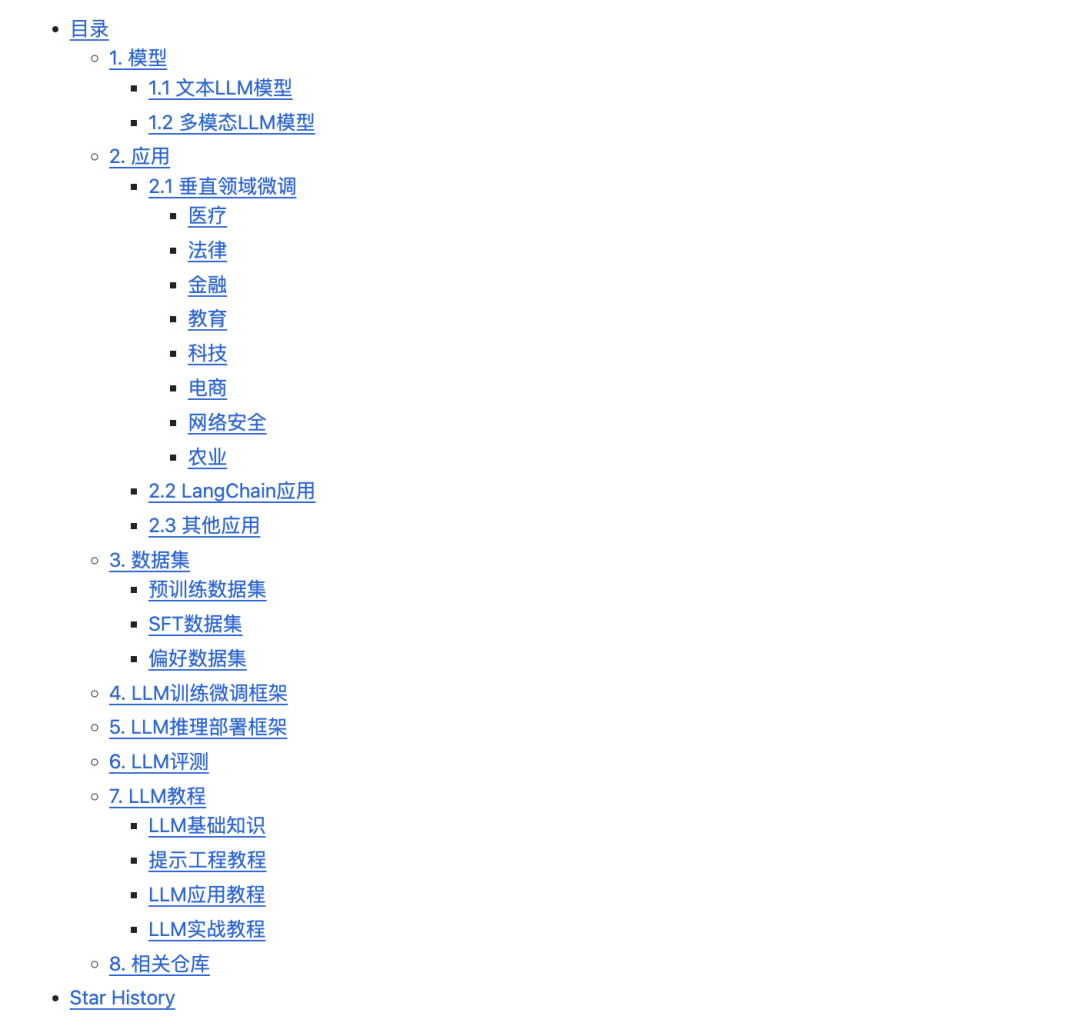 目录
1. 模型
1.1 文本LLM模型
1.2 多模态LLM模型
2. 应用
2.1 垂直领域微调
医疗
法律
金融
教育
科技
电商
网络安全
农业
2.2 LangChain应用
2.3 其他应用
3. 数据集
预训练数据集
SFT数据集
偏好数据集
4. LLM训练微调框架
5. LLM推理部署框架
6. LLM评测
7. LLM教程
LLM基础知识
提示工程教程
LLM应用教程
LLM实战教程
8. 相关仓库
Star History